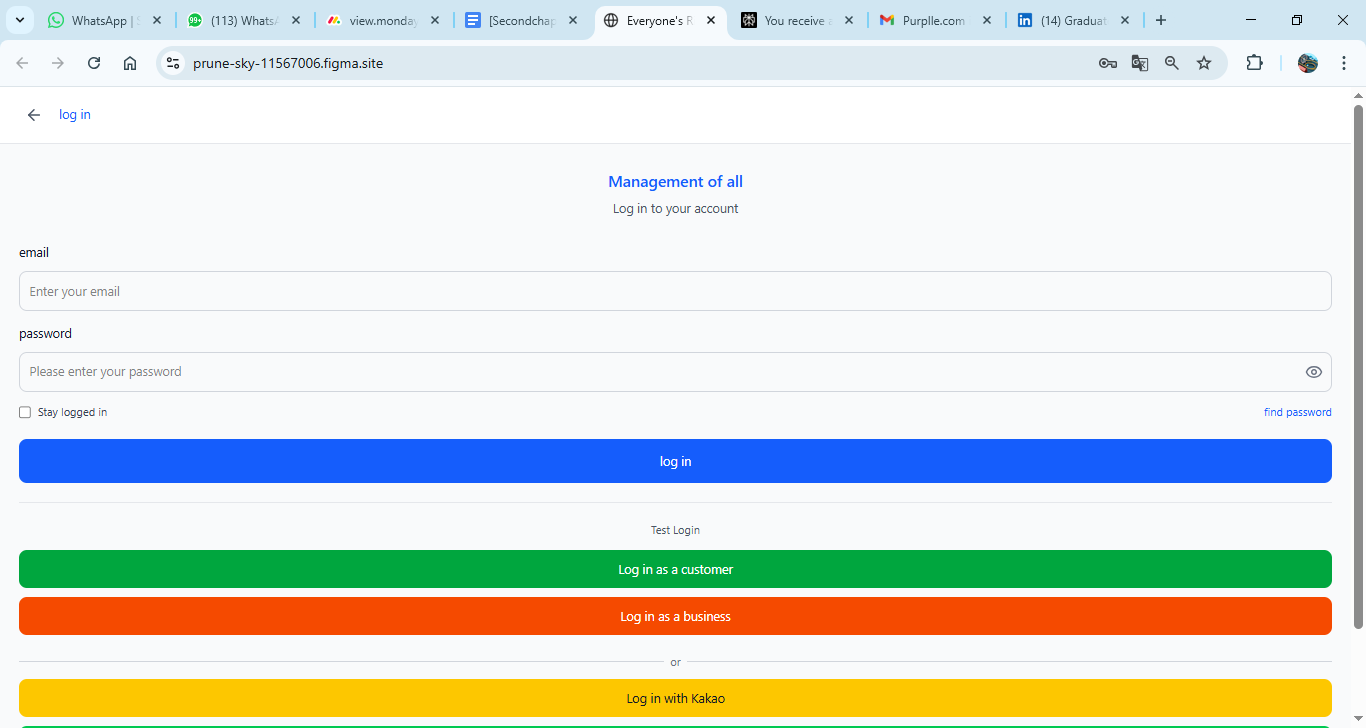 WhatsApp | S
(113) Whats
view.monday
[Secondchap
Everyone's R
You receive a
Purplle.com
(14) Graduat
99+
prune-sky-11567006.figma.site
log in
Management of all
Log in to your account
email
Enter your email
password
Please enter your password
Stay logged in
find password
log in
Test Login
Log in as a customer
Log in as a business
or
Log in with Kakao